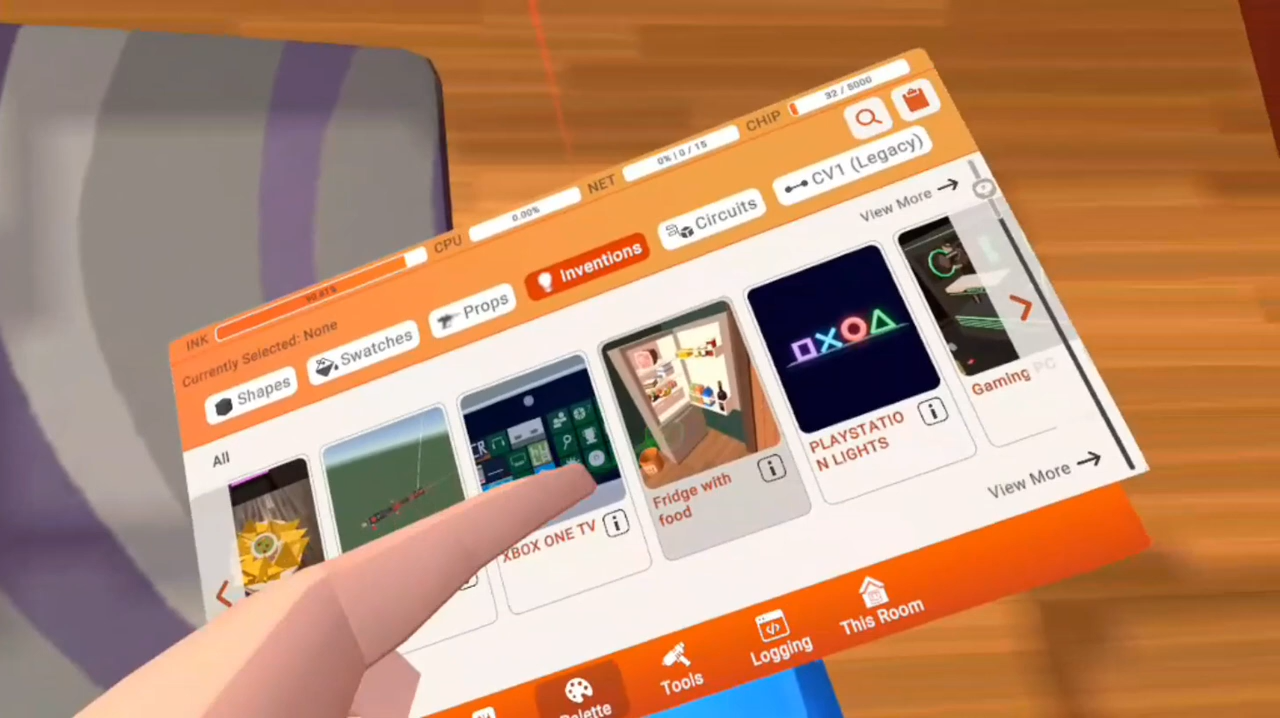 INK
CPU
0.00%
NET
0% | 0 / 15
CHIP
32 / 5000
Currently Selected: None
Shapes
Swatches
Props
Inventions
Circuits
CV1 (Legacy)
All
View More
XBOX ONE TV
Fridge with
food
PLAYSTATIO
N LIGHTS
Gaming PC
View More
Palette
Tools
Logging
This Room